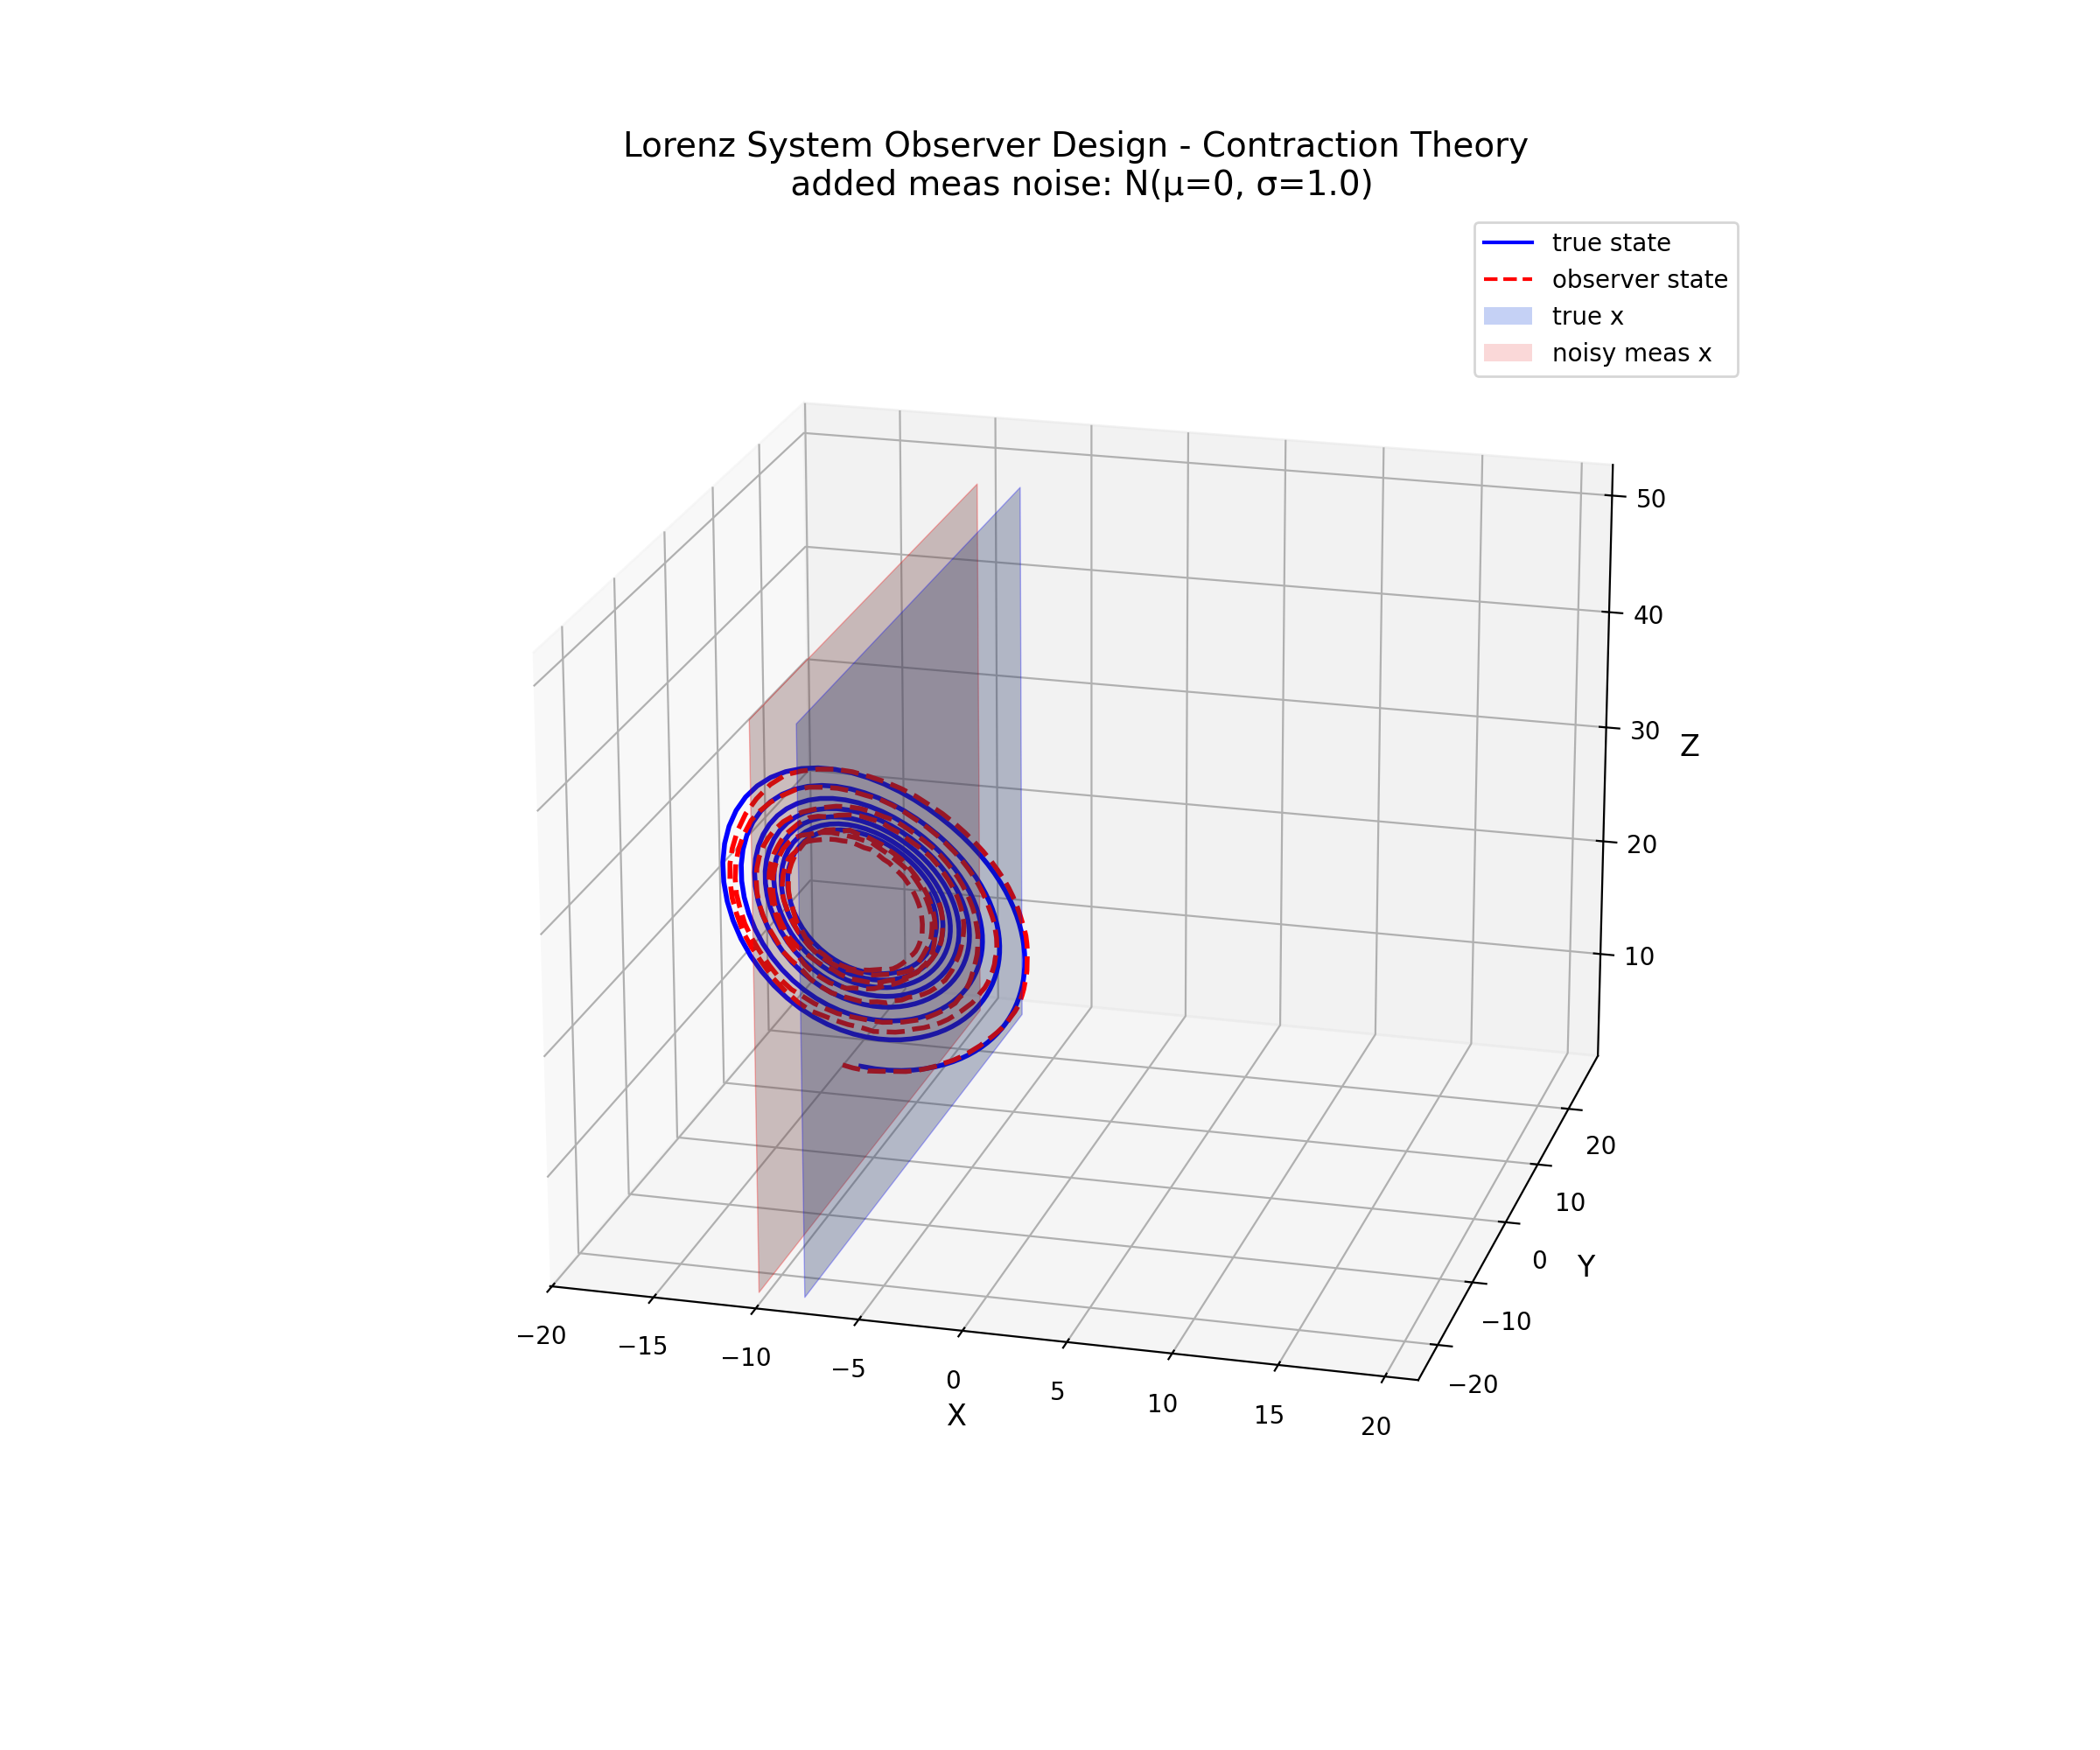 Lorenz System Observer Design - Contraction Theory
added meas noise: N(μ=0, σ=1.0)
true state
observer state
true x
noisy meas x
50
40
30
Z
20
10
20
10
0
Y
−10
−20
−20
−15
−10
−5
0
5
10
15
20
X